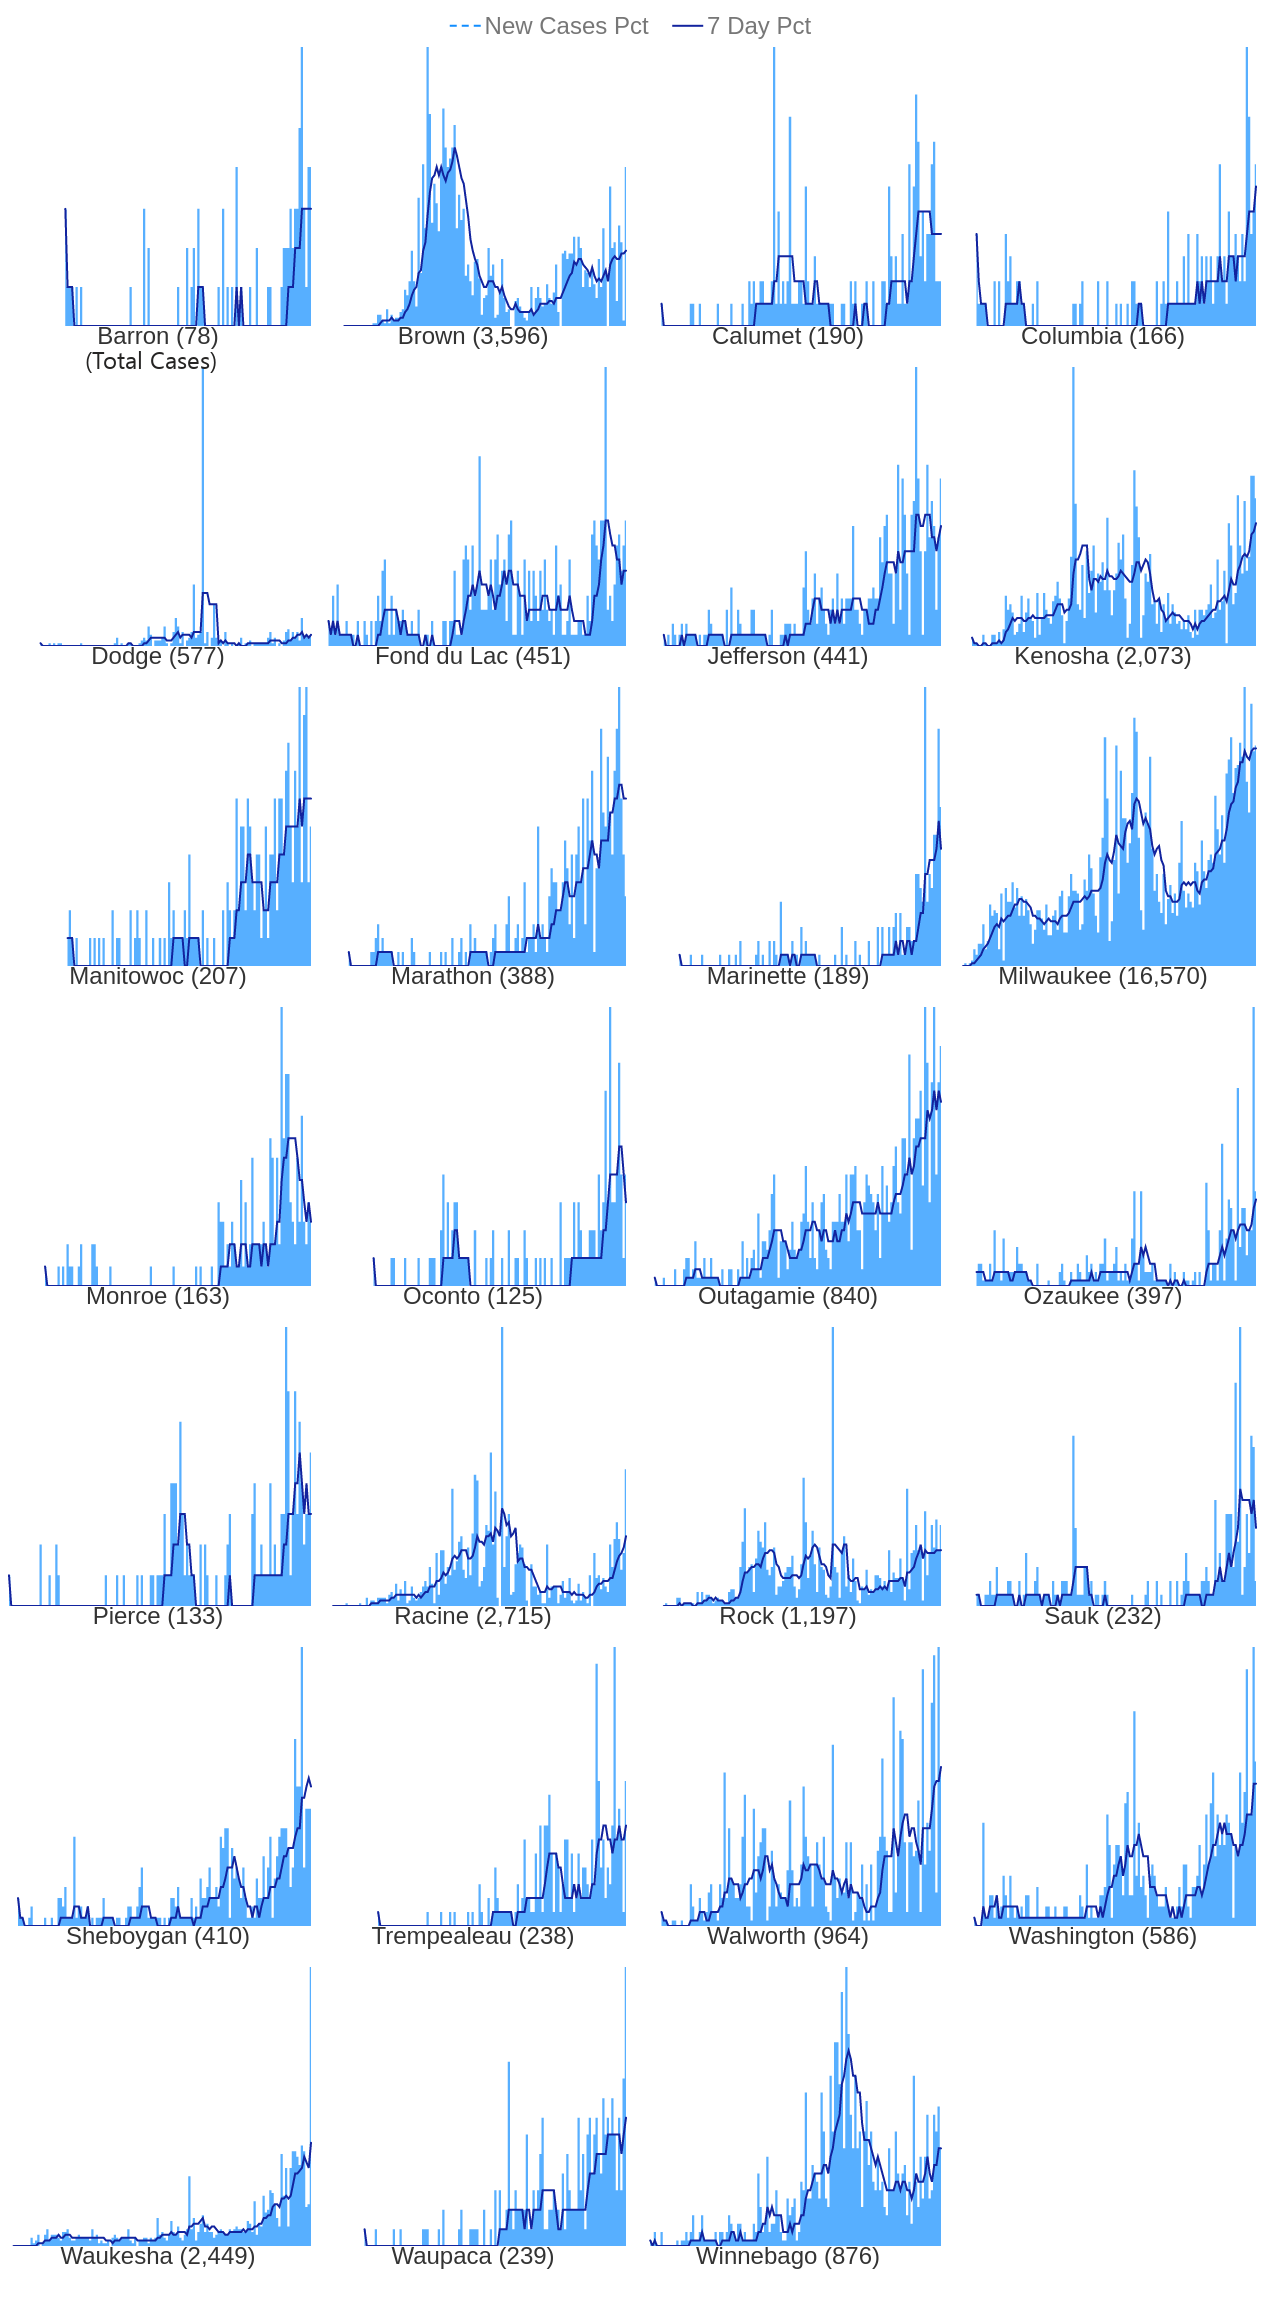 New Cases Pct 7 Day Pct
Barron (78) Brown (3,596) Calumet (190) Columbia (166)
(Total Cases)
Dodge (577) Fond du Lac (451) Jefferson (441) Kenosha (2,073)
Manitowoc (207) Marathon (388) Marinette (189) Milwaukee (16,570)
Monroe (163) Oconto (125) Outagamie (840) Ozaukee (397)
Pierce (133) Racine (2,715) Rock (1,197) Sauk (232)
Sheboygan (410) Trempealeau (238) Walworth (964) Washington (586)
Waukesha (2,449) Waupaca (239) Winnebago (876)